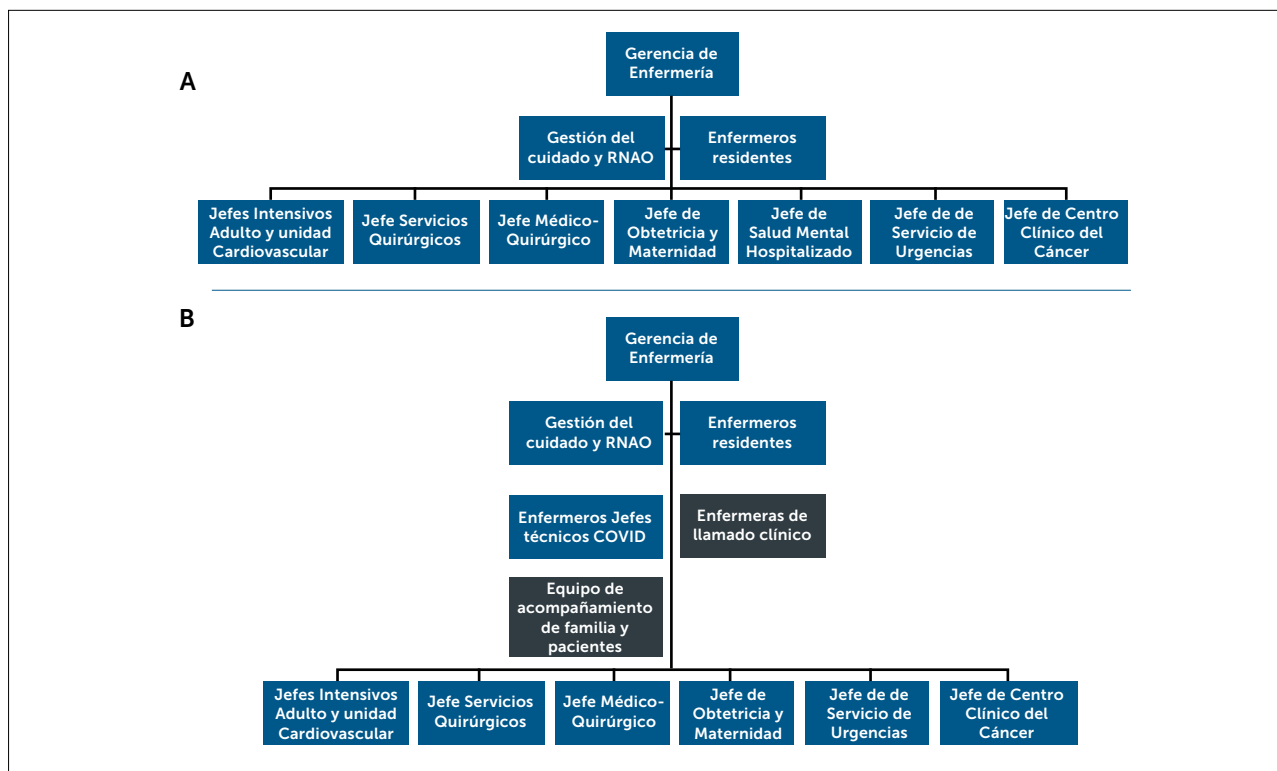 A
Gerencia de
Enfermería
Gestión del
cuidado y RNAO
Enfermeros
residentes
Jefes Intensivos
Adulto y unidad
Cardiovascular
Jefe Servicios
Quirúrgicos
Jefe Médico-
Quirúrgico
Jefe de
Obtetricia y
Maternidad
Jefe de
Salud Mental
Hospitalizado
Jefe de de
Servicio de
Urgencias
Jefe de Centro
Clínico del
Cáncer
B
Gerencia de
Enfermería
Gestión del
cuidado y RNAO
Enfermeros
residentes
Enfermeros Jefes
técnicos COVID
Enfermeras de
llamado clínico
Equipo de
acompañamiento
de familia y
pacientes
Jefes Intensivos
Adulto y unidad
Cardiovascular
Jefe Servicios
Quirúrgicos
Jefe Médico-
Quirúrgico
Jefe de
Obtetricia y
Maternidad
Jefe de de
Servicio de
Urgencias
Jefe de Centro
Clínico del
Cáncer